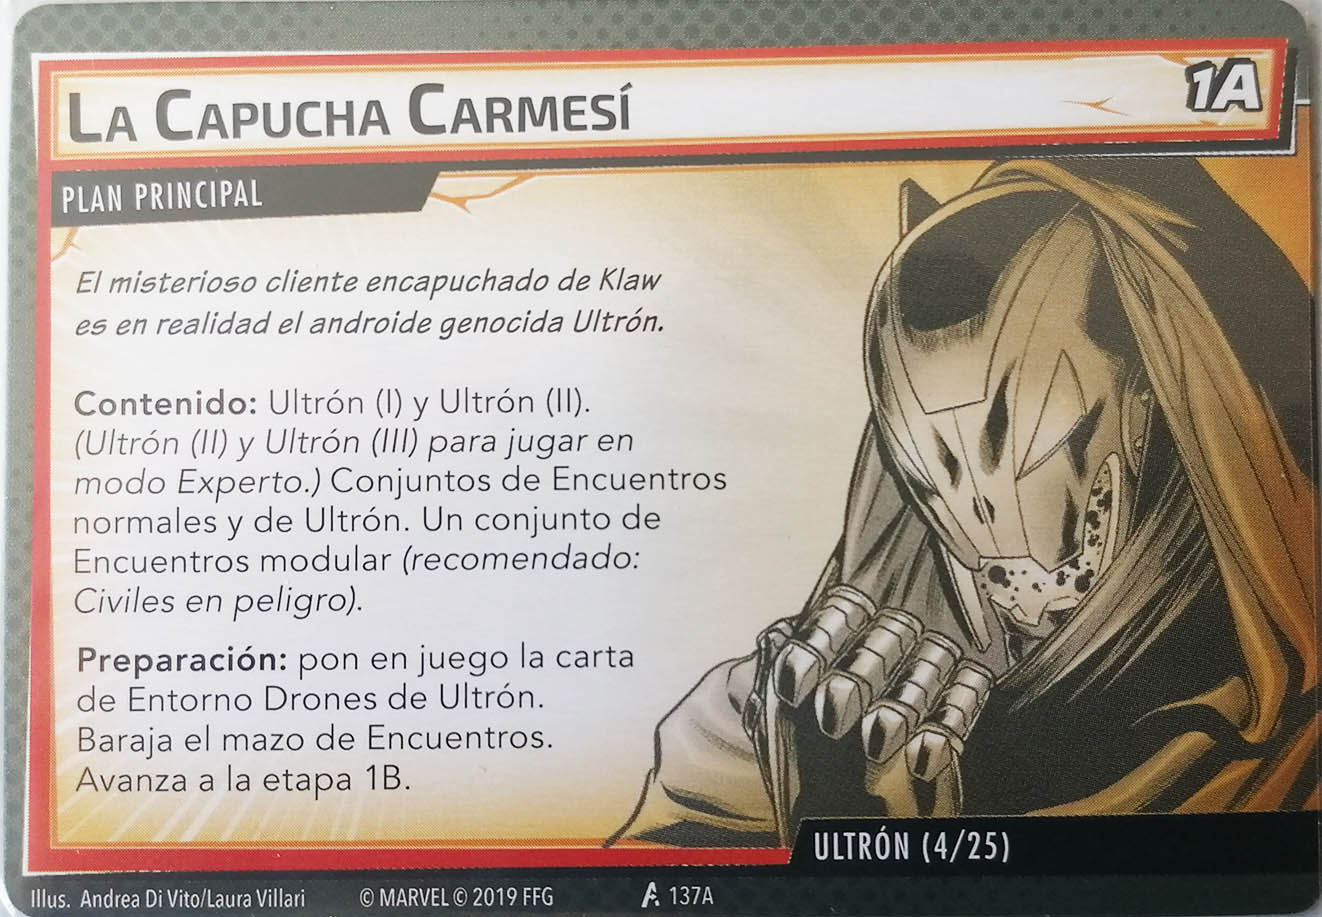 LA CAPUCHA CARMESÍ
1A
PLAN PRINCIPAL
El misterioso cliente encapuchado de Klaw
es en realidad el androide genocida Ultrón.
Contenido: Ultrón (I) y Ultrón (II).
(Ultrón (II) y Ultrón (III) para jugar en
modo Experto.) Conjuntos de Encuentros
normales y de Ultrón. Un conjunto de
Encuentros modular (recomendado:
Civiles en peligro).
Preparación: pon en juego la carta
de Entorno Drones de Ultrón.
Baraja el mazo de Encuentros.
Avanza a la etapa 1B.
ULTRÓN (4/25)
Illus. Andrea Di Vito/Laura Villari
© MARVEL © 2019 FFG
137A